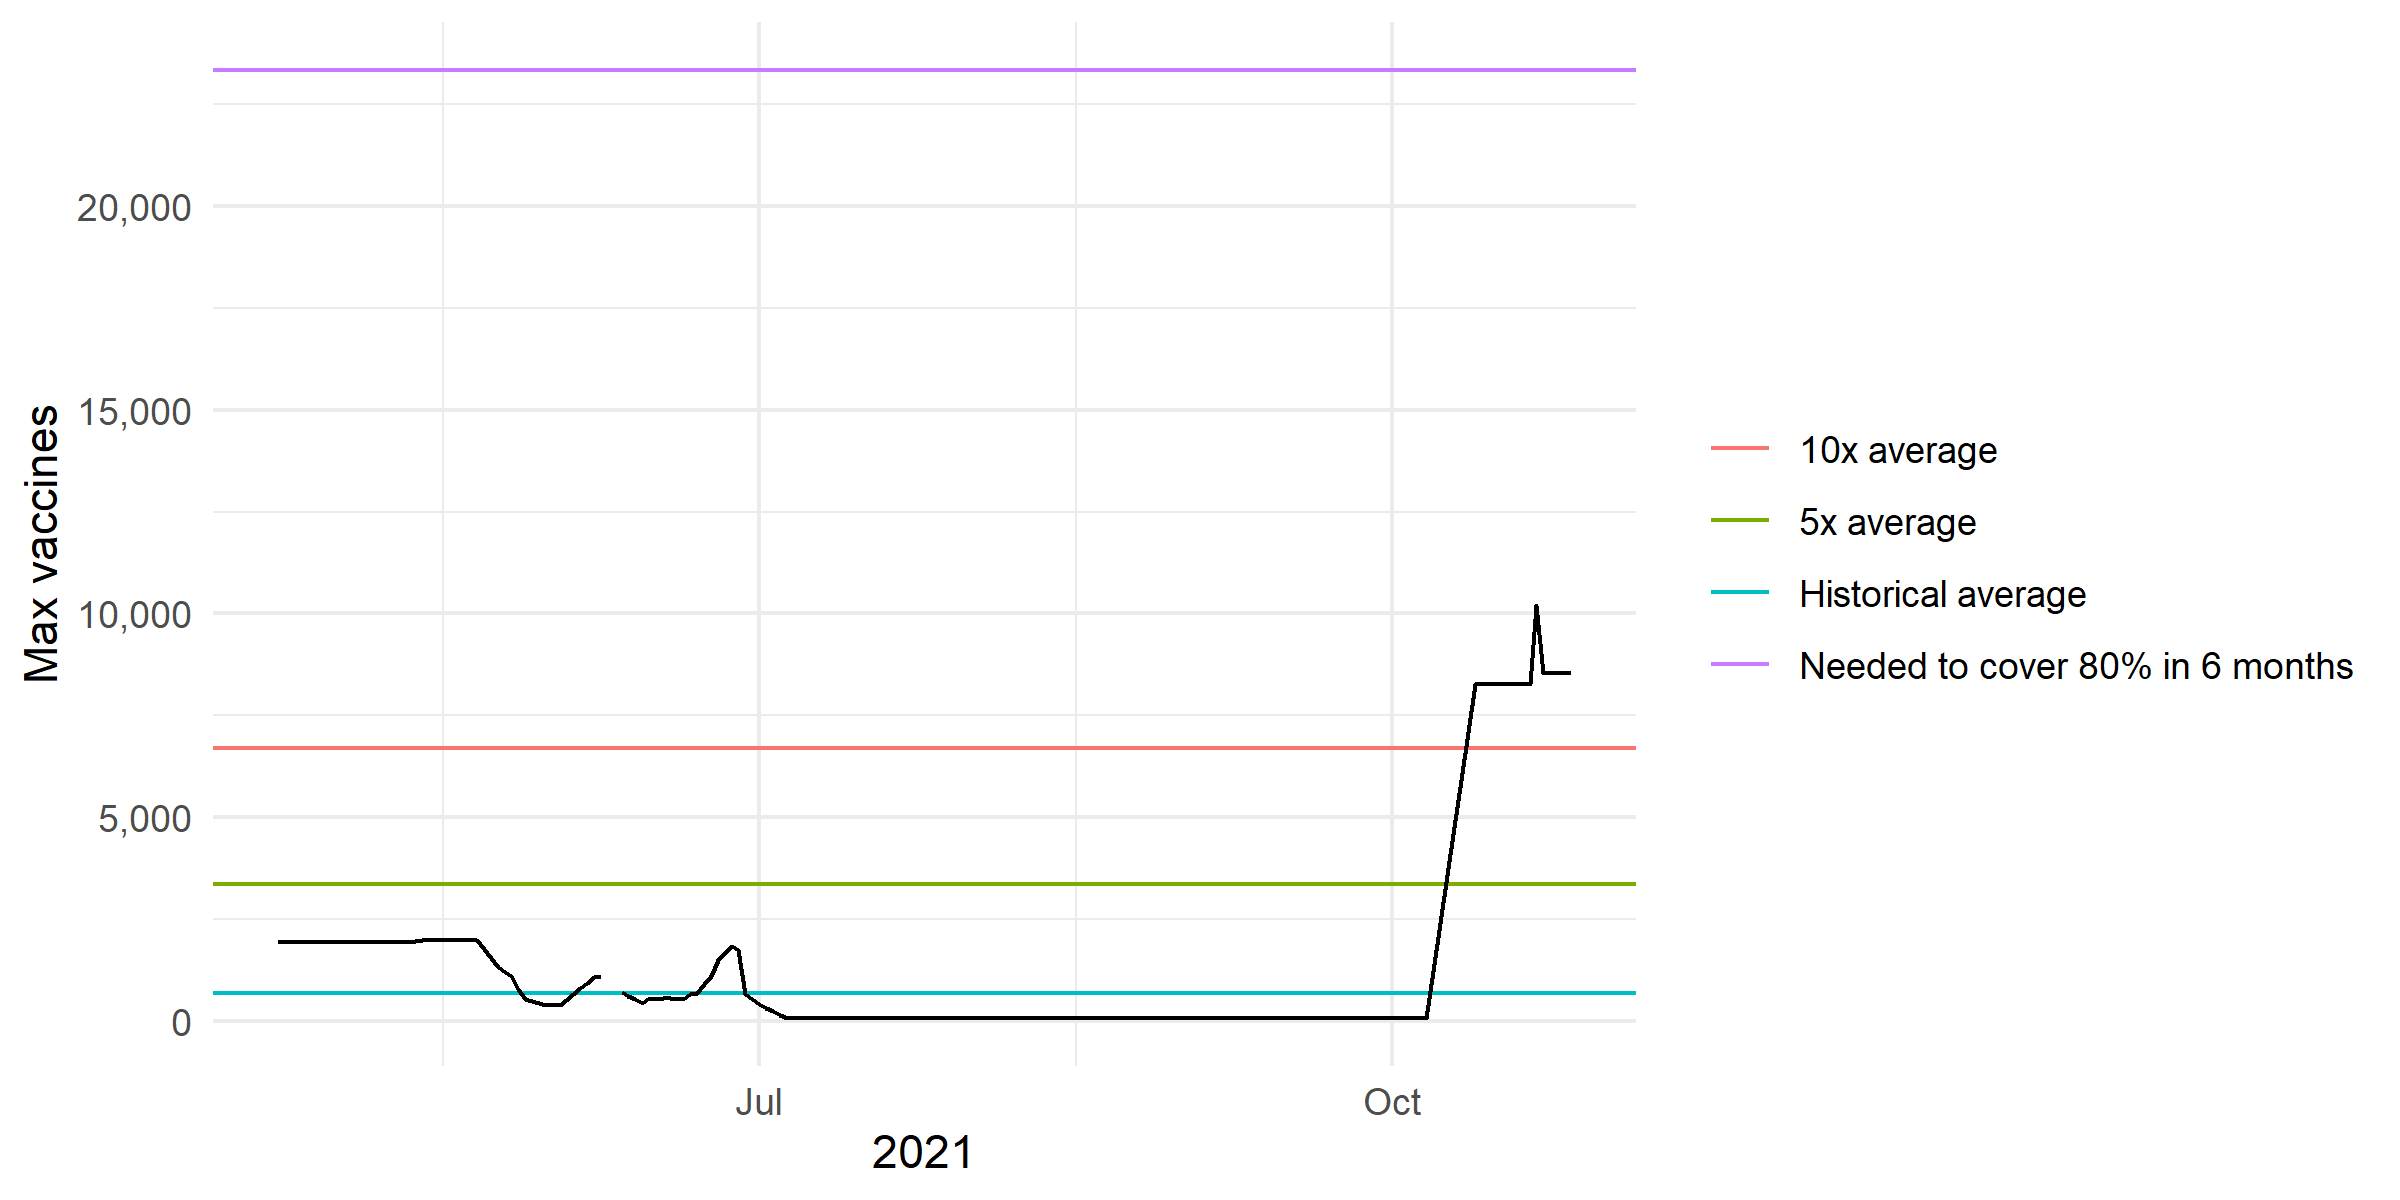 Max vaccines
20,000
15,000
10,000
5,000
0
Jul
Oct
2021
10x average
5x average
Historical average
Needed to cover 80% in 6 months